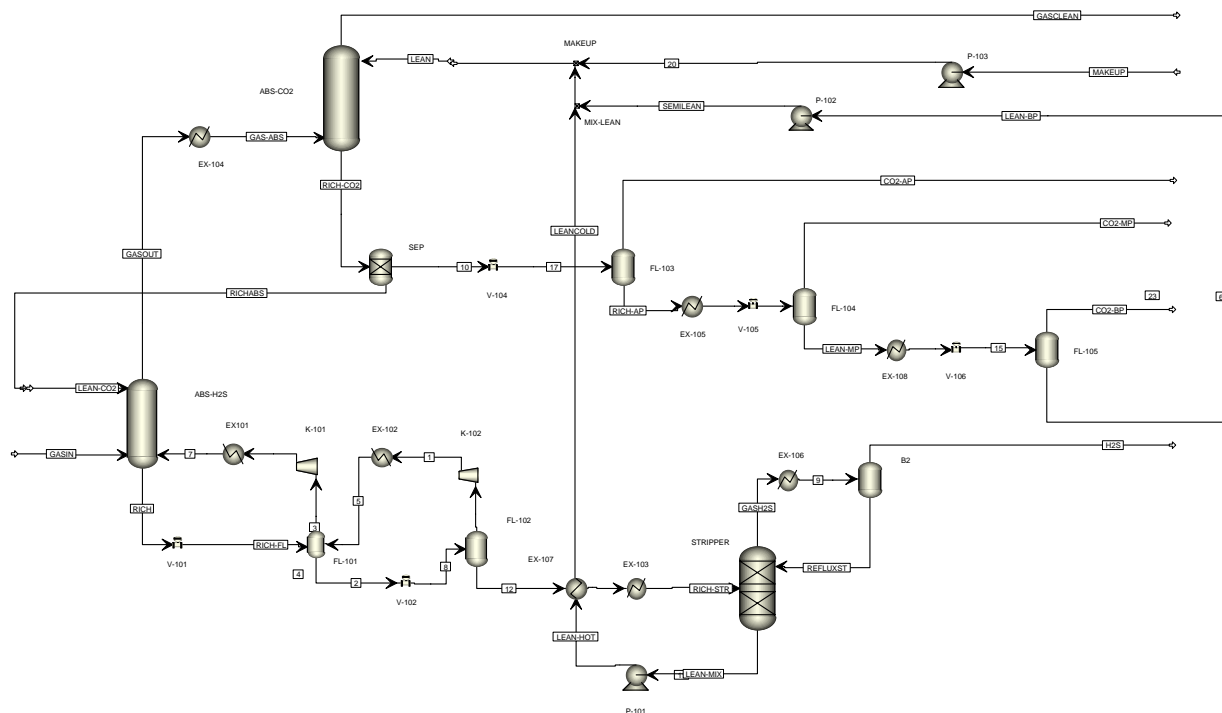 GASCLEAN
MAKEUP
LEAN
20
P-103
MAKEUP
ABS-CO2
P-102
SEMILEAN
LEAN-BP
MIX-LEAN
GAS-ABS
EX-104
RICH-CO2
CO2-AP
CO2-MP
LEANCOLD
GASOUT
SEP
10
17
FL-103
V-104
RICHABS
23
RICH-AP
FL-104
CO2-BP
EX-105
V-105
LEAN-MP
15
FL-105
EX-108
V-106
LEAN-CO2
ABS-H2S
EX101
K-101
EX-102
K-102
H2S
GASIN
7
1
EX-106
B2
9
RICH
5
GASH2S
3
FL-102
RICH-FL
STRIPPER
V-101
FL-101
8
EX-107
EX-103
REFLUXST
4
2
12
RICH-STR
V-102
LEAN-HOT
LEAN-MIX
P-101